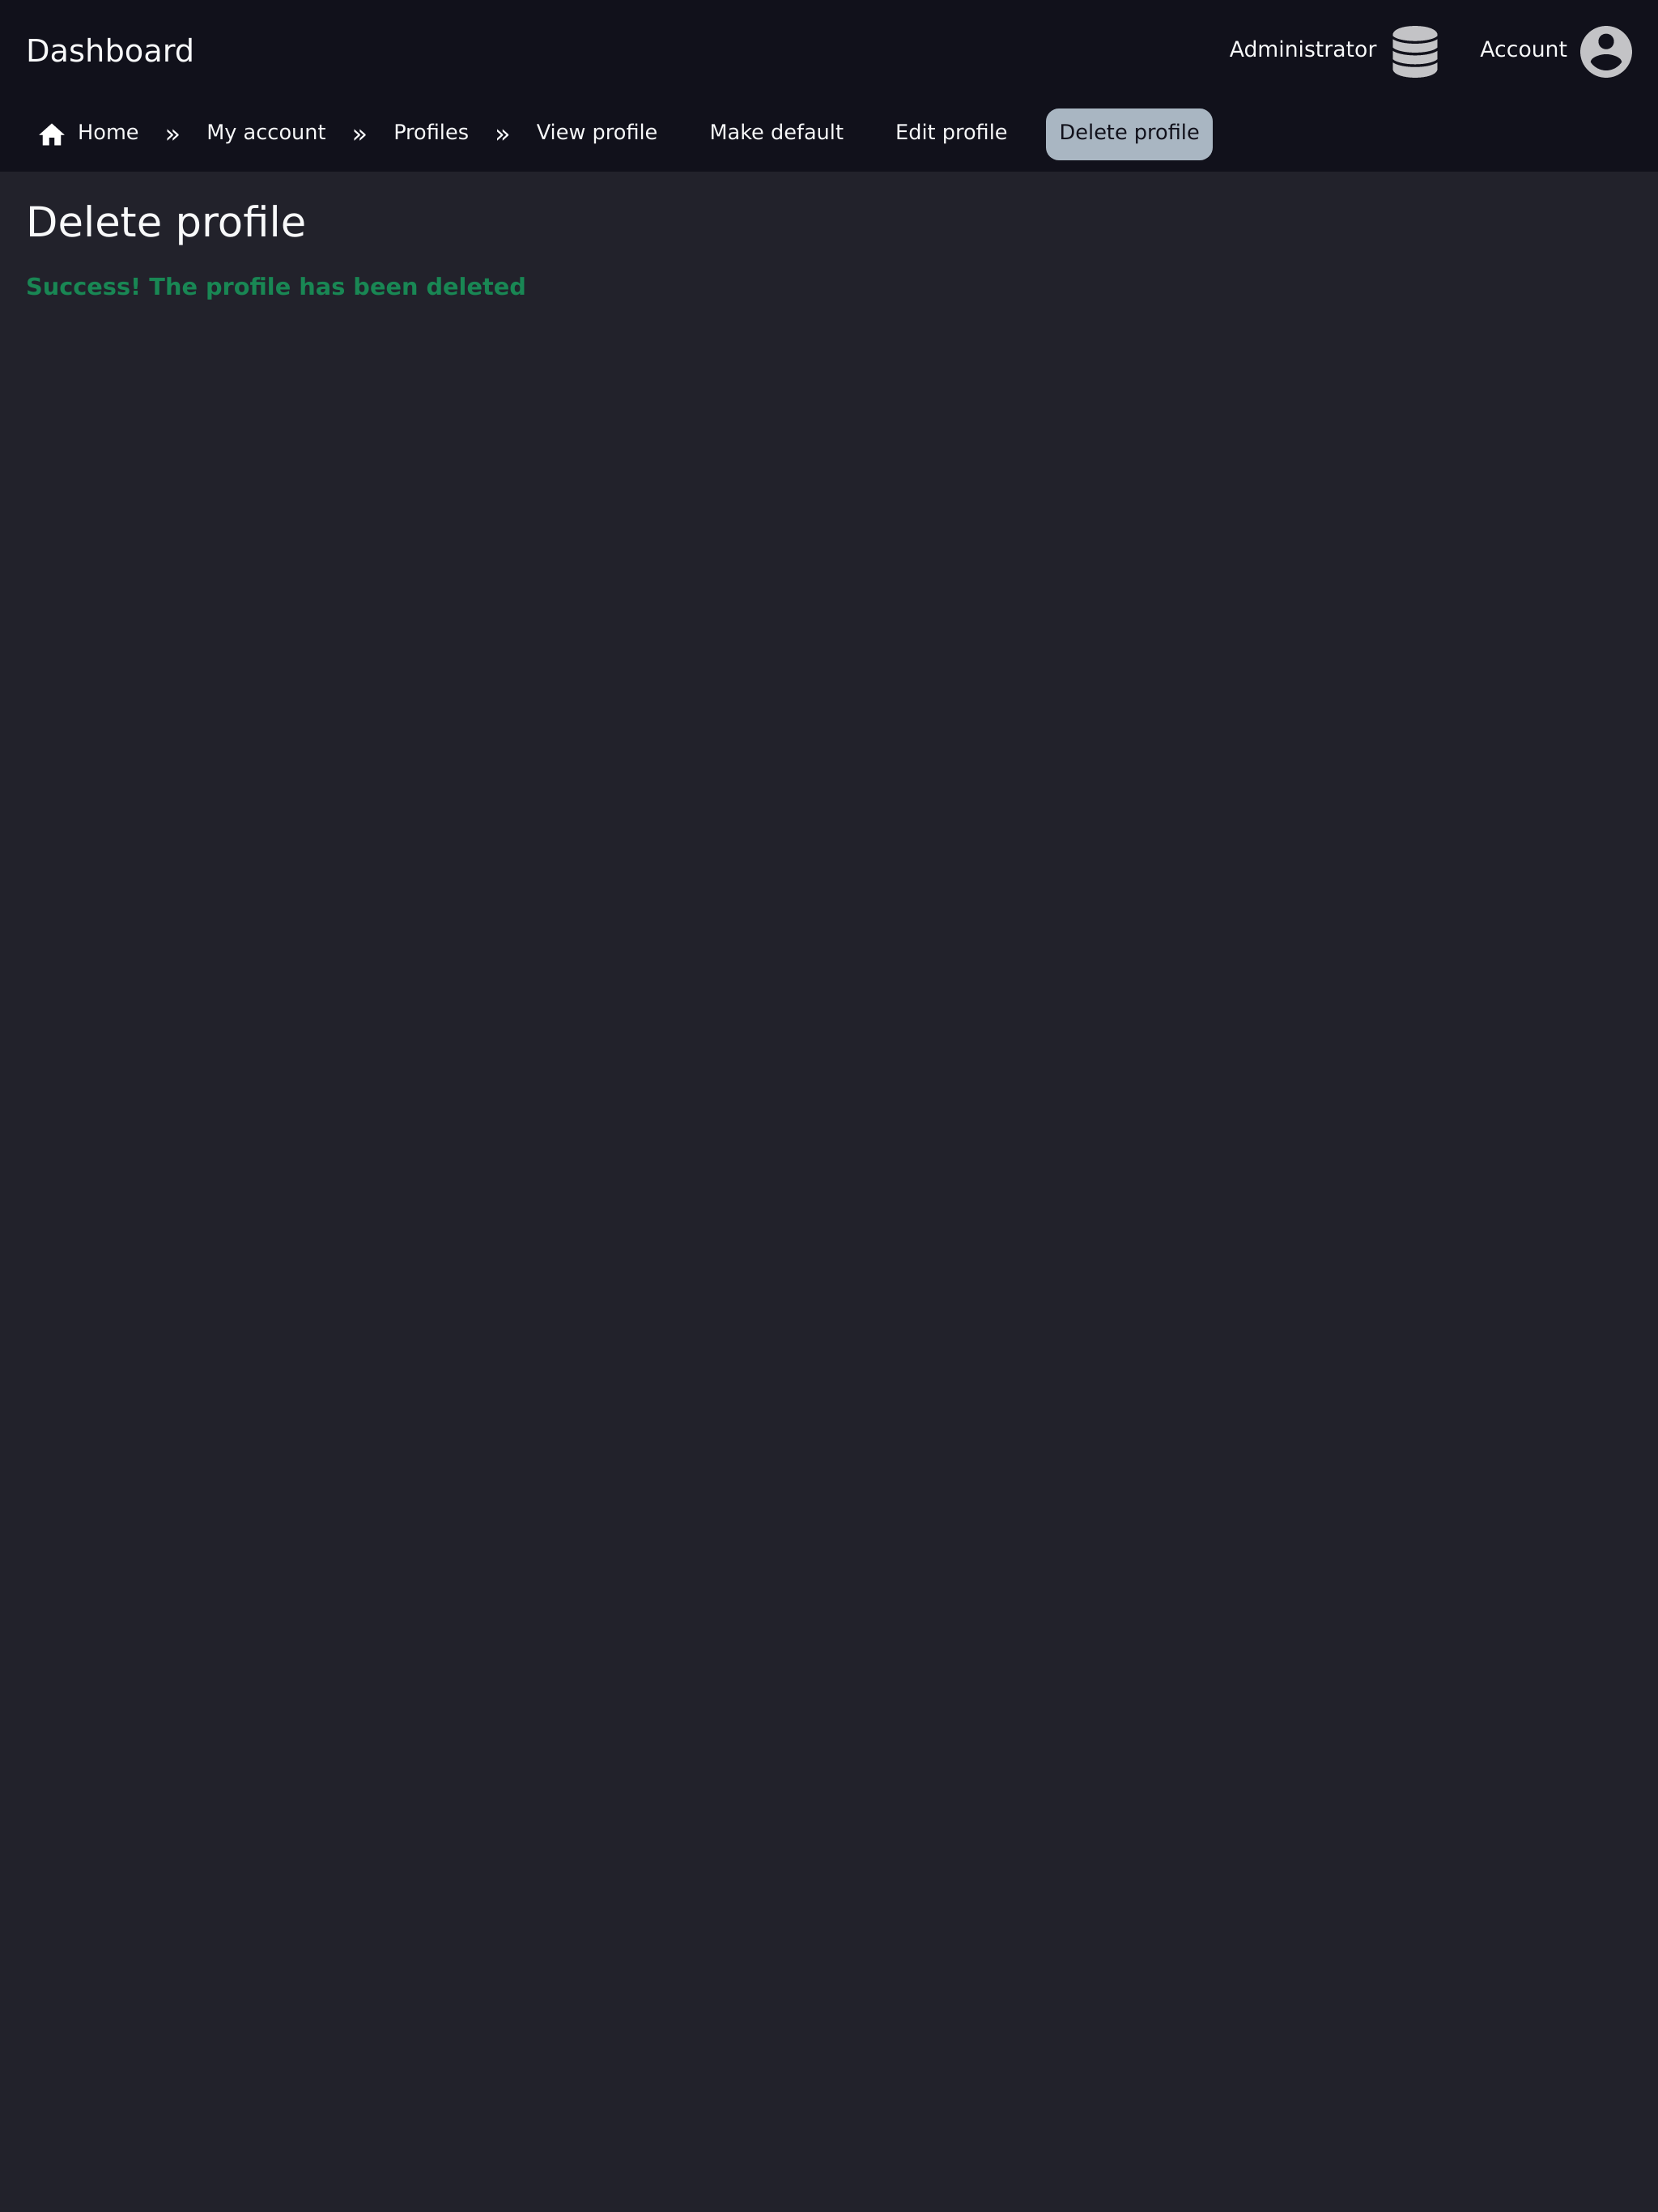 Dashboard
Administrator
Account
Home » My account » Profiles » View profile Make default Edit profile Delete profile
Delete profile
Success! The profile has been deleted